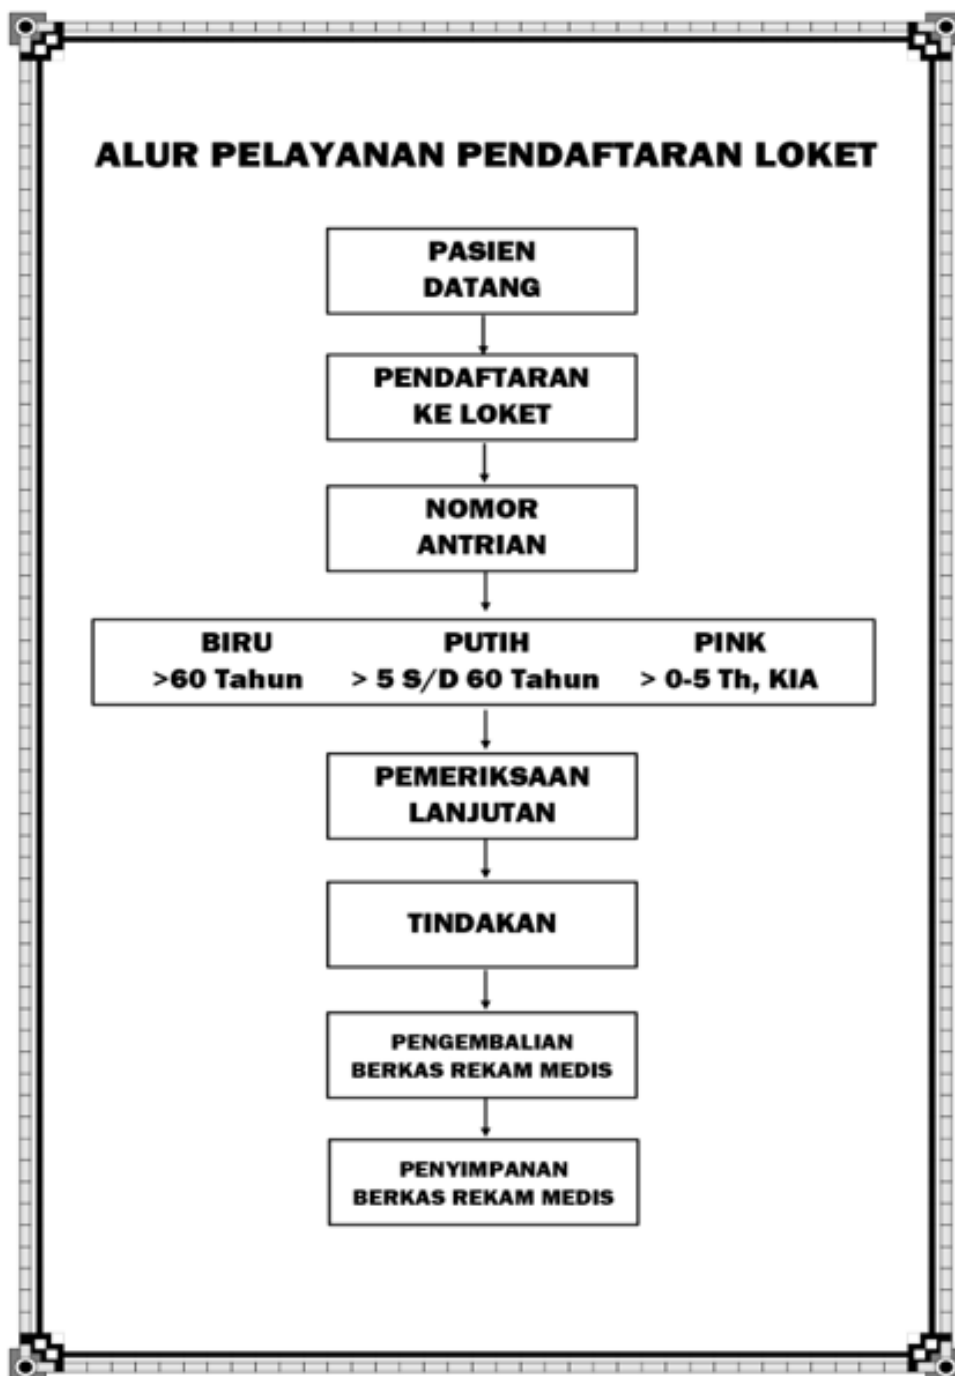 ALUR PELAYANAN PENDAFTARAN LOKET
PASIEN
DATANG
PENDAFTARAN
KE LOKET
NOMOR
ANTRIAN
BIRU PUTIH PINK
>60 Tahun > 5 S/D 60 Tahun > 0-5 Th, KIA
PEMERIKSAAN
LANJUTAN
TINDAKAN
PENGEMBALIAN
BERKAS REKAM MEDIS
PENYIMPANAN
BERKAS REKAM MEDIS